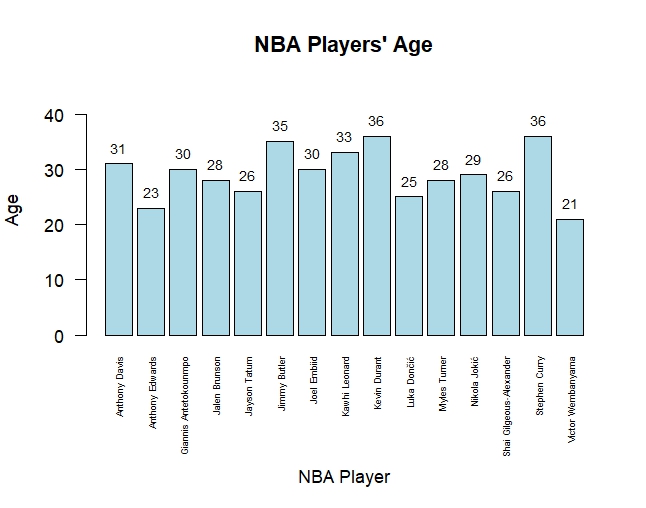 NBA Players' Age
Age
40
30
20
10
0
31
23
30
28
26
35
30
33
36
25
28
29
26
36
21
Anthony Davis
Anthony Edwards
Giannis Antetokounmpo
Jalen Brunson
Jayson Tatum
Jimmy Butler
Joel Embiid
Kawhi Leonard
Kevin Durant
Luka Dončić
Myles Turner
Nikola Jokić
Shai Gilgeous-Alexander
Stephen Curry
Victor Wembanyama
NBA Player